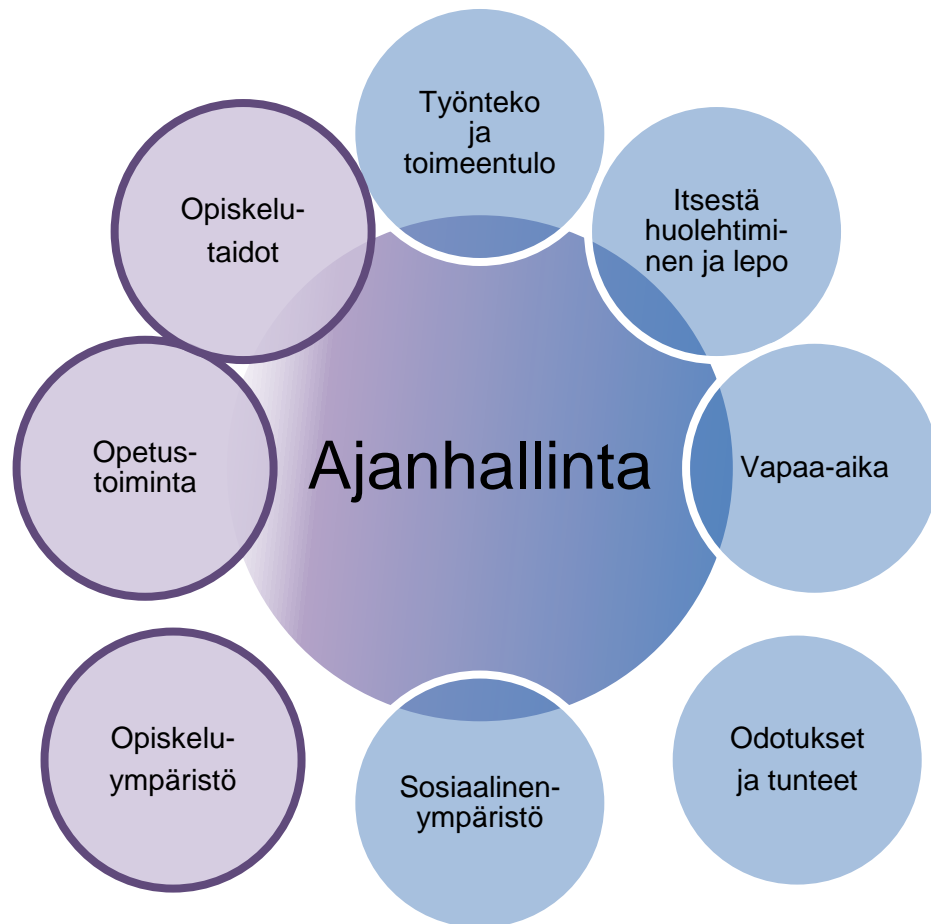 Työnteko
ja
toimeentulo
Itsestä
huolehtimi-
nen ja lepo
Opiskelu-
taidot
Opetus-
toiminta
Ajanhallinta
Vapaa-aika
Opiskelu-
ympäristö
Sosiaalinen-
ympäristö
Odotukset
ja tunteet